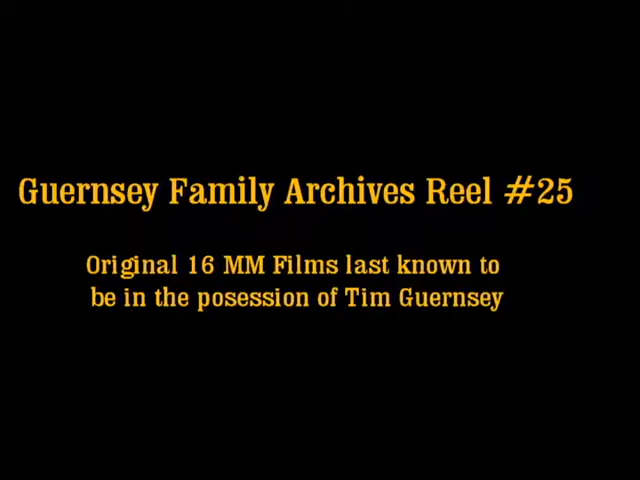 Guernsey Family Archives Reel #25
Original 16 MM Films last known to
be in the posession of Tim Guernsey